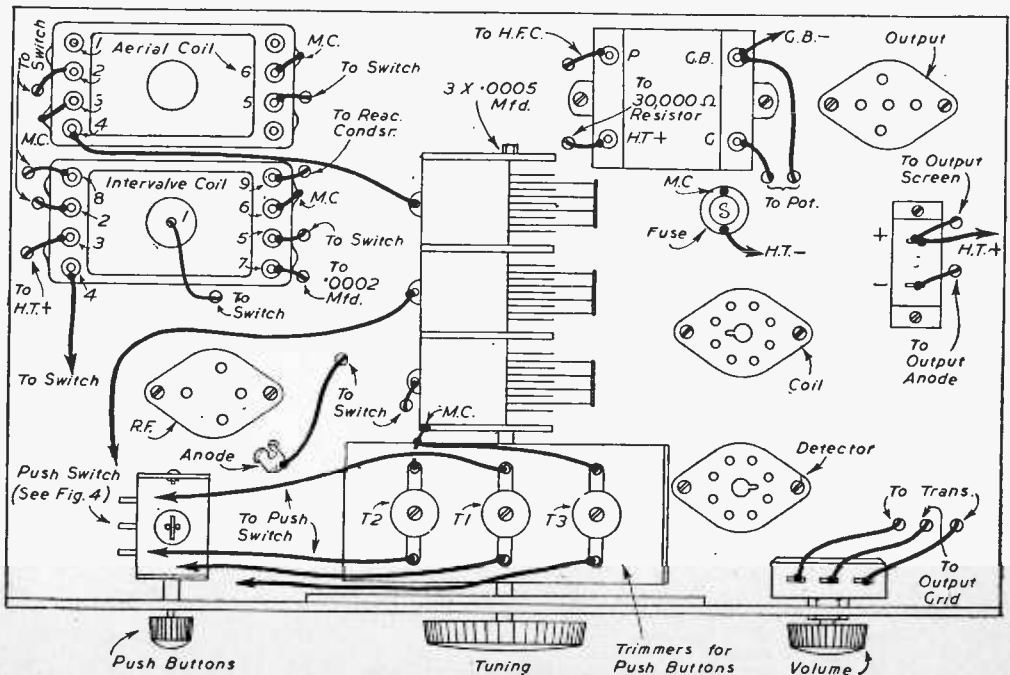 To Switch
1
2
3
4
Aerial Coil
6
5
M.C.
To Switch
To Reac.
Condsr.
M.C.
8
2
3
4
Intervalve Coil
1
9
6
5
7
M.C.
To Switch
To
.0002
Mfd.
To
H.T.+
To
Switch
To Switch
3 X .0005
Mfd.
To H.F.C.
P
To
30,000 Ω
Resistor
H.T.+
G.B.
G
G.B.-
To Pot.
Output
M.C.
S
Fuse
H.T.-
To Output
Screen
+
-
H.T.+
To
Output
Anode
Coil
R.F.
Anode
To
Switch
M.C.
Push Switch
(See Fig. 4)
To Push
Switch
T2
T1
T3
Detector
To Trans.
To
Output
Grid
Push Buttons
Tuning
Trimmers for
Push Buttons
Volume